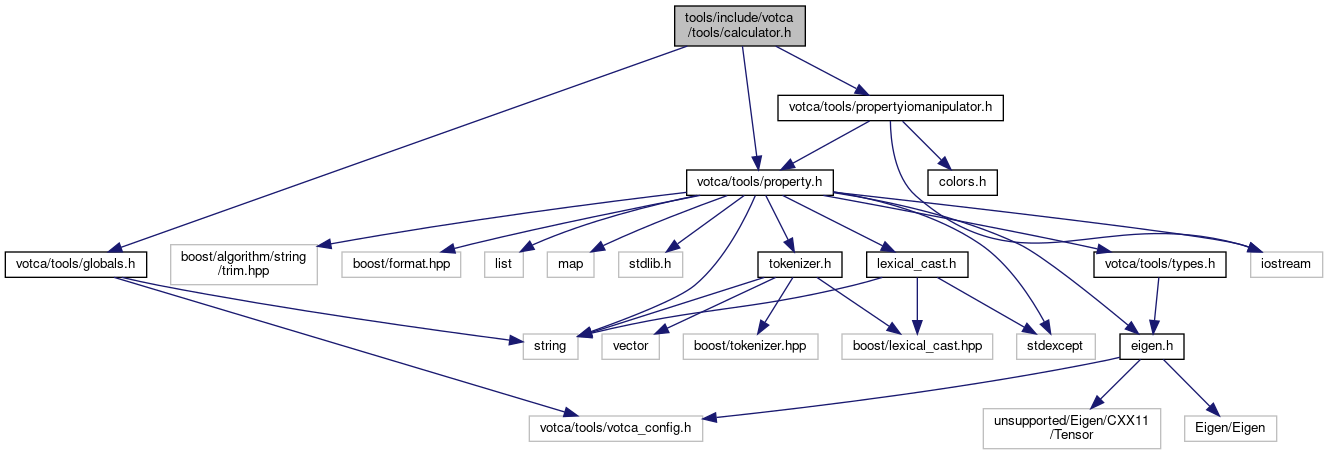 tools/include/votca
/tools/calculator.h
votca/tools/propertyiomanipulator.h
votca/tools/property.h
colors.h
votca/tools/globals.h
boost/algorithm/string
/trim.hpp
boost/format.hpp
list
map
stdlib.h
tokenizer.h
lexical_cast.h
votca/tools/types.h
iostream
string
vector
boost/tokenizer.hpp
boost/lexical_cast.hpp
stdexcept
eigen.h
votca/tools/votca_config.h
unsupported/Eigen/CXX11
/Tensor
Eigen/Eigen